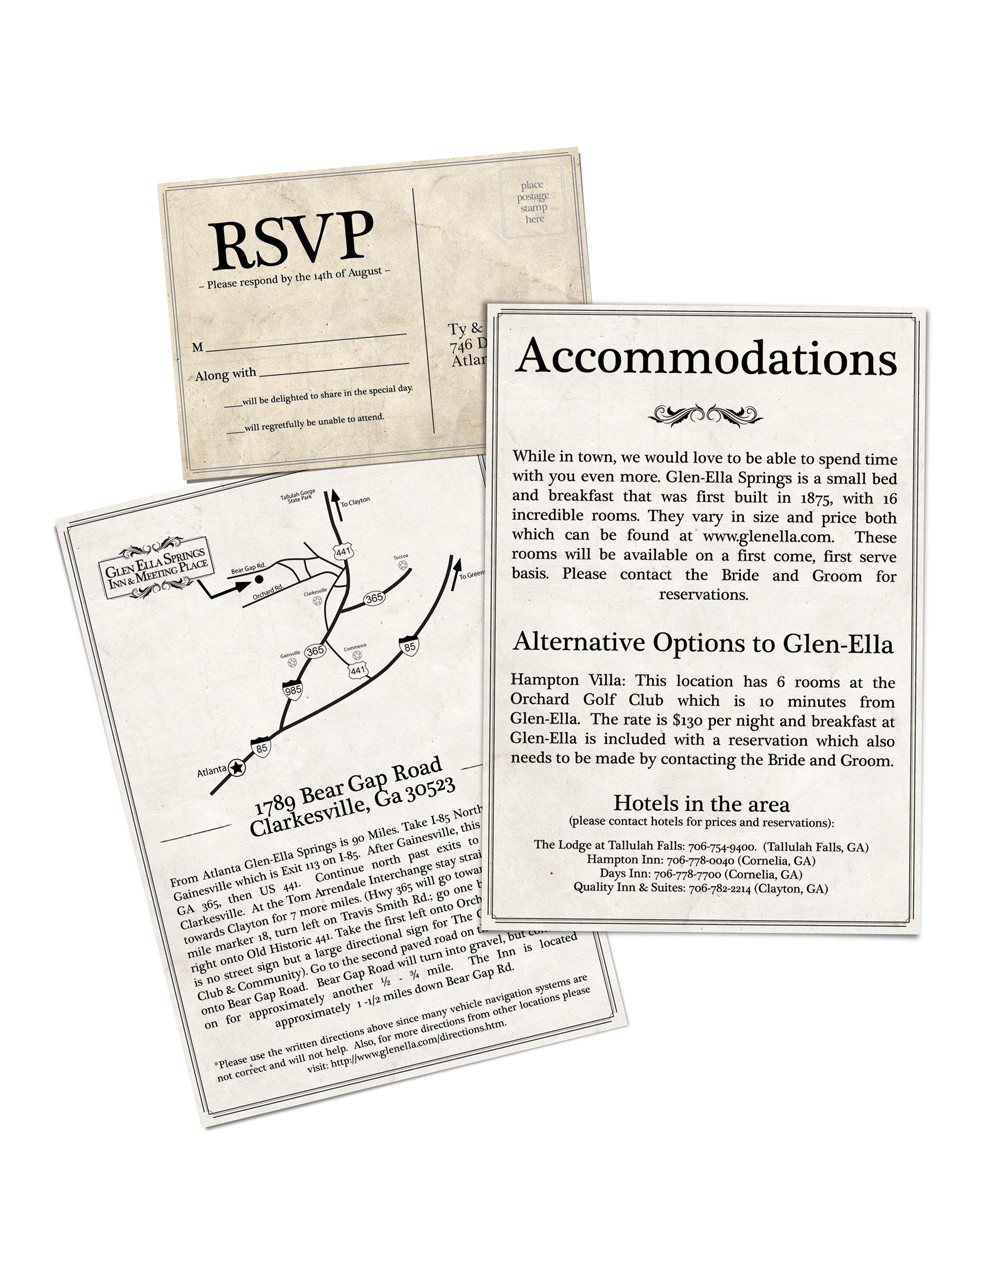 RSVP
– Please respond by the 14th of August –
M
Along with
will be delighted to share in the special day.
will regretfully be unable to attend.
place
postage
stamp
here
Ty &
746 D
Atlan
Accommodations
While in town, we would love to be able to spend time
with you even more. Glen-Ella Springs is a small bed
and breakfast that was first built in 1875, with 16
incredible rooms. They vary in size and price both
which can be found at www.glenella.com. These
rooms will be available on a first come, first serve
basis. Please contact the Bride and Groom for
reservations.
Alternative Options to Glen-Ella
Hampton Villa: This location has 6 rooms at the
Orchard Golf Club which is 10 minutes from
Glen-Ella. The rate is $130 per night and breakfast at
Glen-Ella is included with a reservation which also
needs to be made by contacting the Bride and Groom.
Hotels in the area
(please contact hotels for prices and reservations):
The Lodge at Tallulah Falls: 706-754-9400. (Tallulah Falls, GA)
Hampton Inn: 706-778-0040 (Cornelia, GA)
Days Inn: 706-778-7700 (Cornelia, GA)
Quality Inn & Suites: 706-782-2214 (Clayton, GA)
Tallulah Gorge
State Park
To Clayton
441
GLEN ELLA SPRINGS
INN & MEETING PLACE
Bear Gap Rd.
Orchard Rd.
Clarkesville
Toccoa
To Green
365
365
Gainsville
Commerce
441
85
985
85
Atlanta
1789 Bear Gap Road
Clarkesville, Ga 30523
From Atlanta Glen-Ella Springs is 90 Miles. Take I-85 North
Gainesville which is Exit 113 on I-85. After Gainesville, this
GA 365, then US 441. Continue north past exits to
Clarkesville. At the Tom Arrendale Interchange stay strai
towards Clayton for 7 more miles. (Hwy 365 will go towar
mile marker 18, turn left on Travis Smith Rd.; go one b
right onto Old Historic 441. Take the first left onto Orch
is no street sign but a large directional sign for The
Club & Community). Go to the second paved road on
onto Bear Gap Road. Bear Gap Road will turn into gravel, but
on for approximately another ½ - ¾ mile. The Inn is located
approximately 1 -1/2 miles down Bear Gap Rd.
*Please use the written directions above since many vehicle navigation systems are
not correct and will not help. Also, for more directions from other locations please
visit: http://www.glenella.com/directions.htm.